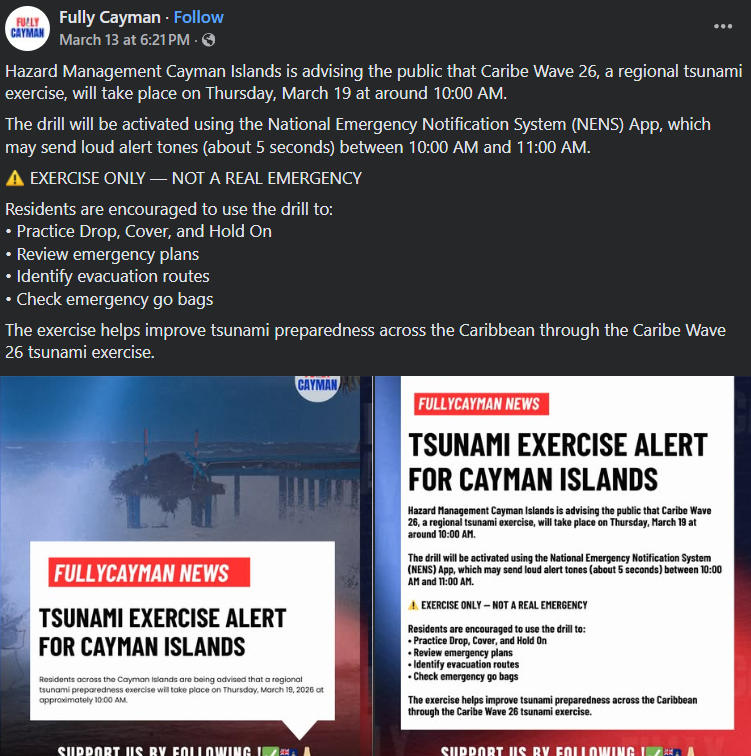 FULLY
CAYMAN
Fully Cayman · Follow
March 13 at 6:21 PM ·
Hazard Management Cayman Islands is advising the public that Caribe Wave 26, a regional tsunami
exercise, will take place on Thursday, March 19 at around 10:00 AM.
The drill will be activated using the National Emergency Notification System (NENS) App, which
may send loud alert tones (about 5 seconds) between 10:00 AM and 11:00 AM.
⚠️ EXERCISE ONLY — NOT A REAL EMERGENCY
Residents are encouraged to use the drill to:
• Practice Drop, Cover, and Hold On
• Review emergency plans
• Identify evacuation routes
• Check emergency go bags
The exercise helps improve tsunami preparedness across the Caribbean through the Caribe Wave
26 tsunami exercise.
CAYMAN
FULLYCAYMAN NEWS
TSUNAMI EXERCISE ALERT
FOR CAYMAN ISLANDS
Residents across the Cayman Islands are being advised that a regional
tsunami preparedness exercise will take place on Thursday, March 19, 2026 at
approximately 10:00 AM.
SUPPORT US BY FOLLOWING !
FULLYCAYMAN NEWS
TSUNAMI EXERCISE ALERT
FOR CAYMAN ISLANDS
Hazard Management Cayman Islands is advising the public that Caribe Wave
26, a regional tsunami exercise, will take place on Thursday, March 19 at
around 10:00 AM.
The drill will be activated using the National Emergency Notification System
(NENS) App, which may send loud alert tones (about 5 seconds) between 10:00
AM and 11:00 AM.
⚠️ EXERCISE ONLY — NOT A REAL EMERGENCY
Residents are encouraged to use the drill to:
• Practice Drop, Cover, and Hold On
• Review emergency plans
• Identify evacuation routes
• Check emergency go bags
The exercise helps improve tsunami preparedness across the Caribbean
through the Caribe Wave 26 tsunami exercise.
SUPPORT US BY FOLLOWING !